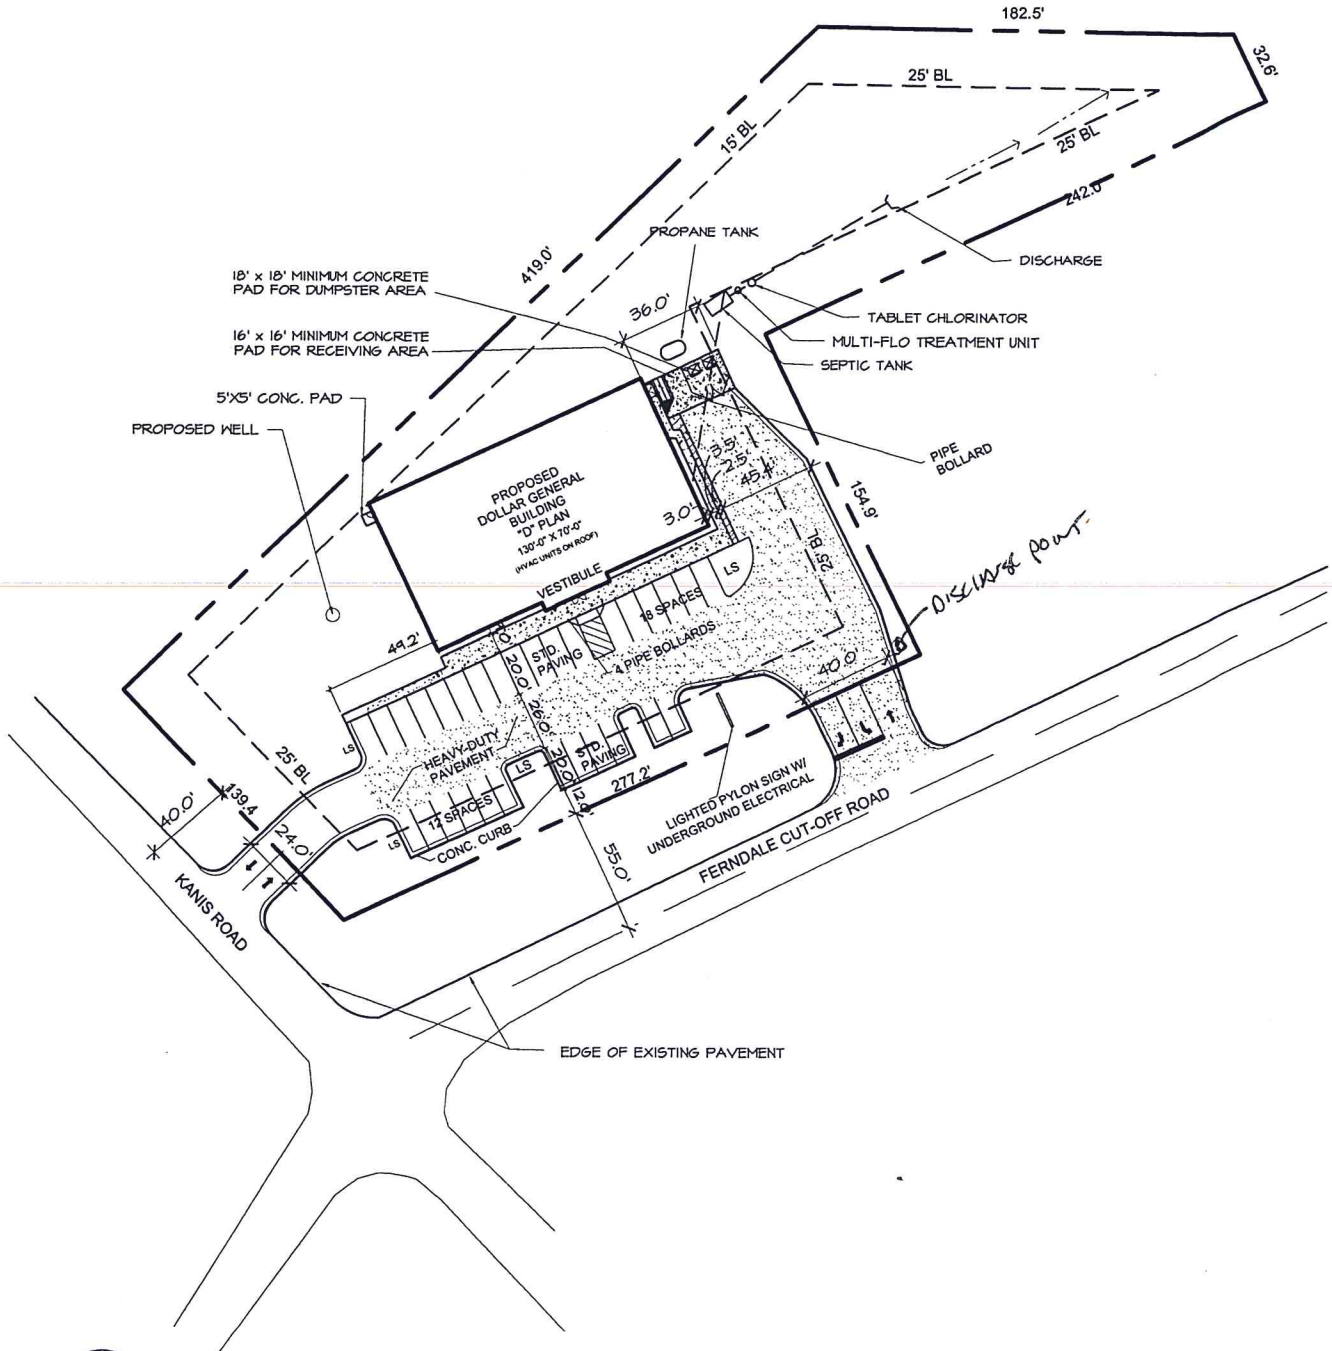 182.5'
32.6'
25' BL
15' BL
25' BL
242.0'
PROPANE TANK
419.0'
DISCHARGE
18' x 18' MINIMUM CONCRETE
PAD FOR DUMPSTER AREA
36.0'
TABLET CHLORINATOR
16' x 16' MINIMUM CONCRETE
PAD FOR RECEIVING AREA
MULTI-FLO TREATMENT UNIT
SEPTIC TANK
5'X5' CONC. PAD
PROPOSED WELL
PIPE
BOLLARD
PROPOSED
DOLLAR GENERAL
BUILDING
"D" PLAN
130'-0" X 70'-0"
(HVAC UNITS ON ROOF)
3.5'
2.5'
45.4'
3.0'
154.9'
25' BL
DISCHARGE POINT
VESTIBULE
LS
18 SPACES
49.2'
STD.
PAVING
4 PIPE BOLLARDS
20.0'
26.0'
40.0'
LS
HEAVY-DUTY
PAVEMENT
25' BL
LS
STD.
PAVING
20.0'
277.2'
12.9'
139.4
40.0'
24.0'
12 SPACES
LS
CONC. CURB
LIGHTED PYLON SIGN W/
UNDERGROUND ELECTRICAL
55.0'
FERNDALE CUT-OFF ROAD
KANIS ROAD
EDGE OF EXISTING PAVEMENT